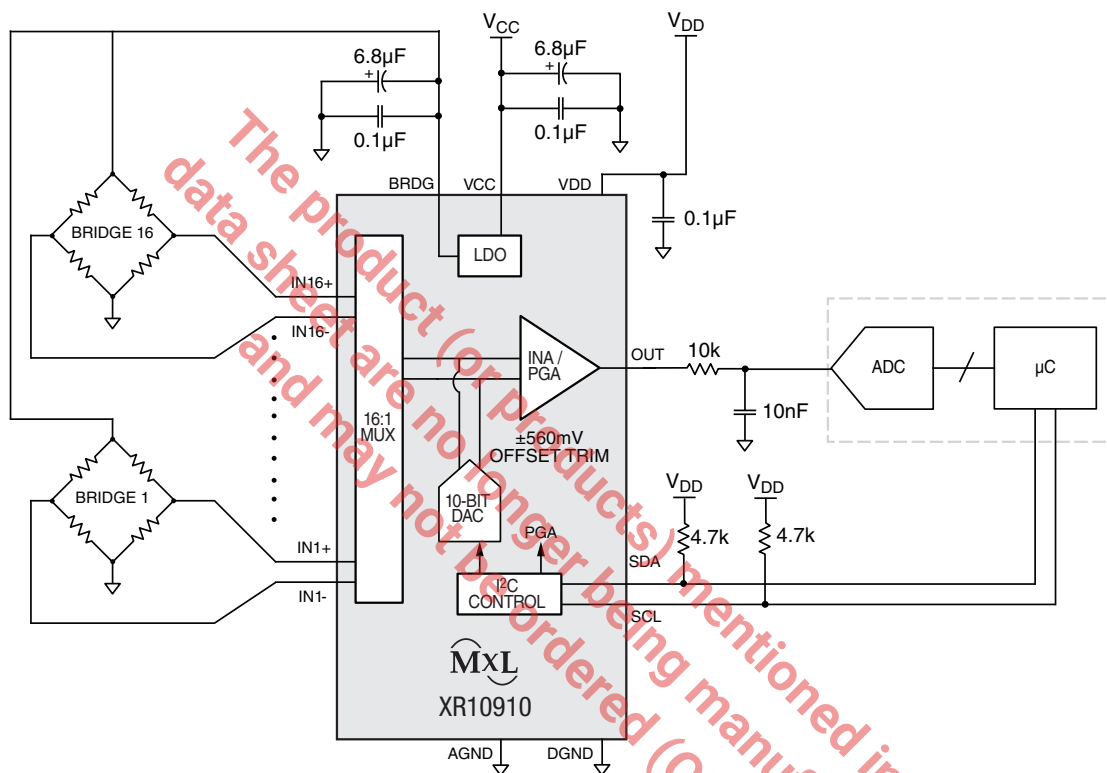 VCC
VDD
6.8µF
+
0.1µF
6.8µF
+
0.1µF
BRDG
VCC
VDD
0.1µF
LDO
BRIDGE 16
IN16+
IN16-
16:1
MUX
INA /
PGA
OUT
10k
10nF
ADC
µC
±560mV
OFFSET TRIM
BRIDGE 1
IN1+
IN1-
10-BIT
DAC
PGA
I²C
CONTROL
VDD
4.7k
VDD
4.7k
SDA
SCL
MxL
XR10910
AGND
DGND
The product (or products) mentioned in
data sheet are no longer being manuf
and may not be ordered (O